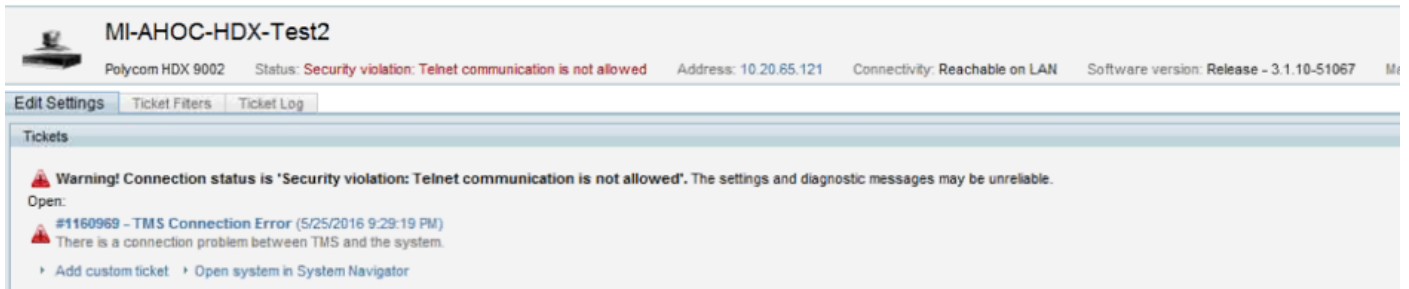 MI-AHOC-HDX-Test2
Polycom HDX 9002 Status: Security violation: Telnet communication is not allowed Address: 10.20.65.121 Connectivity: Reachable on LAN Software version: Release - 3.1.10-51067 Ma
Edit Settings Ticket Filters Ticket Log
Tickets
Warning! Connection status is 'Security violation: Telnet communication is not allowed'. The settings and diagnostic messages may be unreliable.
Open:
#1160969 - TMS Connection Error (5/25/2016 9:29:19 PM)
There is a connection problem between TMS and the system.
Add custom ticket Open system in System Navigator